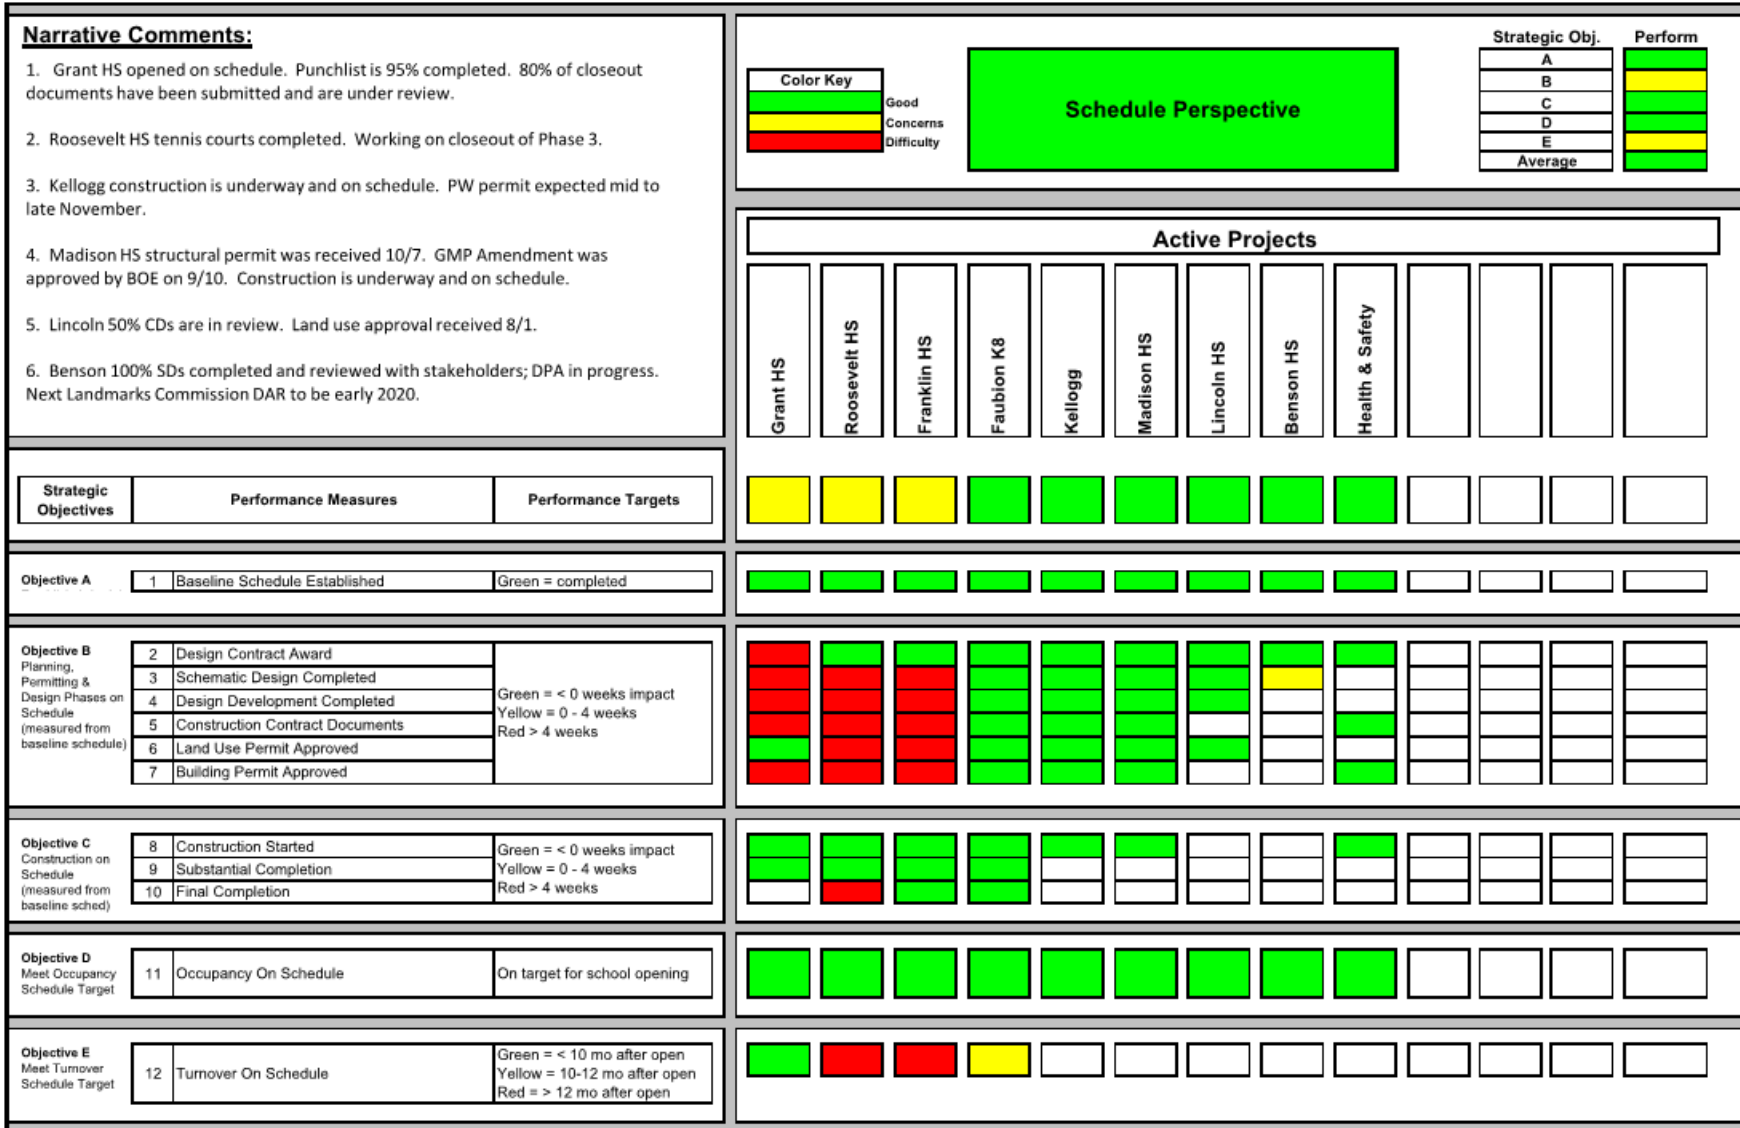 Narrative Comments:
1. Grant HS opened on schedule. Punchlist is 95% completed. 80% of closeout
documents have been submitted and are under review.
2. Roosevelt HS tennis courts completed. Working on closeout of Phase 3.
3. Kellogg construction is underway and on schedule. PW permit expected mid to
late November.
4. Madison HS structural permit was received 10/7. GMP Amendment was
approved by BOE on 9/10. Construction is underway and on schedule.
5. Lincoln 50% CDs are in review. Land use approval received 8/1.
6. Benson 100% SDs completed and reviewed with stakeholders; DPA in progress.
Next Landmarks Commission DAR to be early 2020.
Color Key
Good
Concerns
Difficulty
Schedule Perspective
Strategic Obj. Perform
A
B
C
D
E
Average
Active Projects
Grant HS
Roosevelt HS
Franklin HS
Faubion K8
Kellogg
Madison HS
Lincoln HS
Benson HS
Health & Safety
Strategic
Objectives
Performance Measures
Performance Targets
Objective A
1 Baseline Schedule Established
Green = completed
Objective B
Planning,
Permitting &
Design Phases on
Schedule
(measured from
baseline schedule)
2 Design Contract Award
3 Schematic Design Completed
4 Design Development Completed
5 Construction Contract Documents
6 Land Use Permit Approved
7 Building Permit Approved
Green = < 0 weeks impact
Yellow = 0 - 4 weeks
Red > 4 weeks
Objective C
Construction on
Schedule
(measured from
baseline sched)
8 Construction Started
9 Substantial Completion
10 Final Completion
Green = < 0 weeks impact
Yellow = 0 - 4 weeks
Red > 4 weeks
Objective D
Meet Occupancy
Schedule Target
11 Occupancy On Schedule
On target for school opening
Objective E
Meet Turnover
Schedule Target
12 Turnover On Schedule
Green = < 10 mo after open
Yellow = 10-12 mo after open
Red = > 12 mo after open